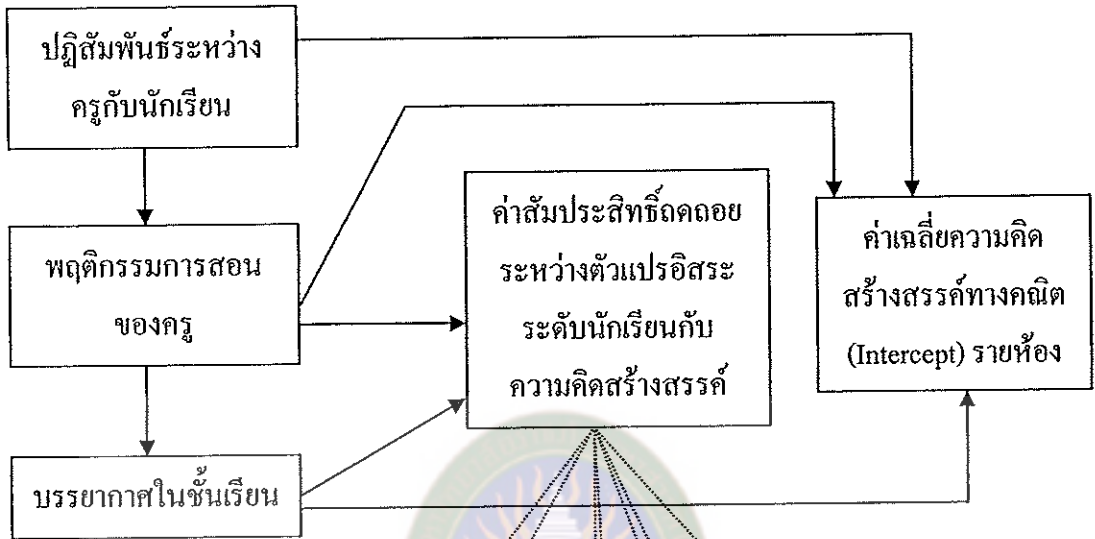 ปฏิสัมพันธ์ระหว่าง
ครูกับนักเรียน
พฤติกรรมการสอน
ของครู
บรรยากาศในชั้นเรียน
ค่าสัมประสิทธิ์ถดถอย
ระหว่างตัวแปรอิสระ
ระดับนักเรียนกับ
ความคิดสร้างสรรค์
ค่าเฉลี่ยความคิด
สร้างสรรค์ทางคณิต
(Intercept) รายห้อง